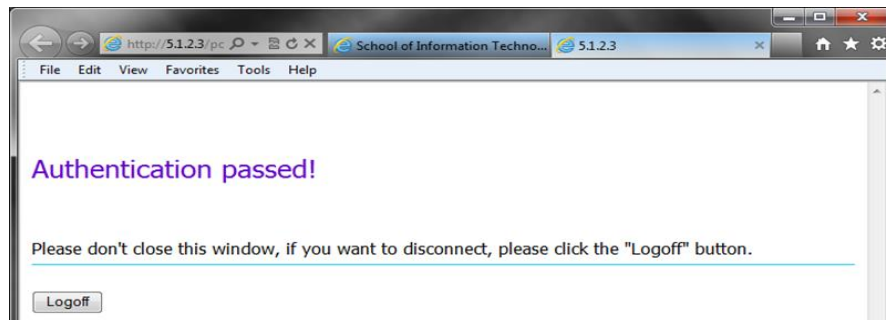 http://5.1.2.3/pc
School of Information Techno...
5.1.2.3
File Edit View Favorites Tools Help
Authentication passed!
Please don't close this window, if you want to disconnect, please click the "Logoff" button.
Logoff